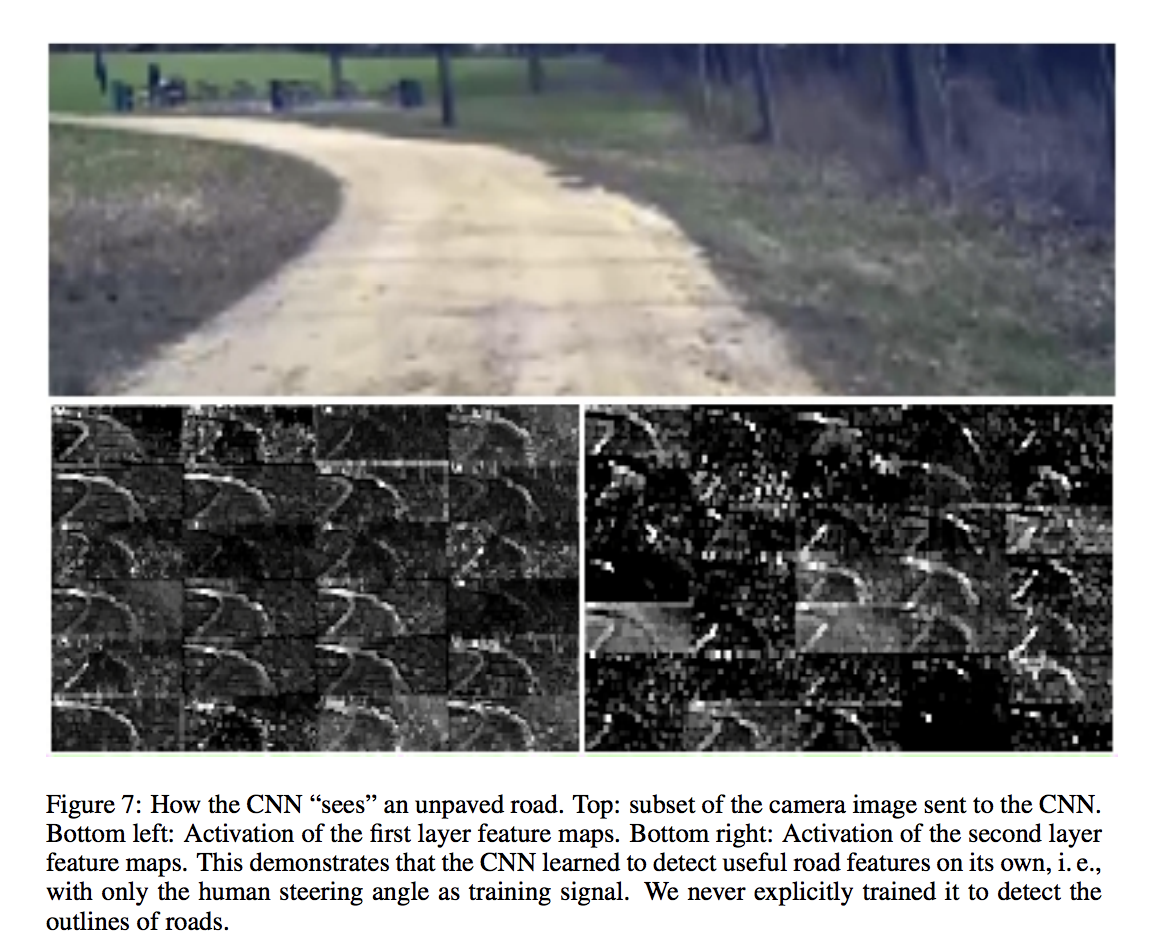 Figure 7: How the CNN “sees” an unpaved road. Top: subset of the camera image sent to the CNN.
Bottom left: Activation of the first layer feature maps. Bottom right: Activation of the second layer
feature maps. This demonstrates that the CNN learned to detect useful road features on its own, i. e.,
with only the human steering angle as training signal. We never explicitly trained it to detect the
outlines of roads.